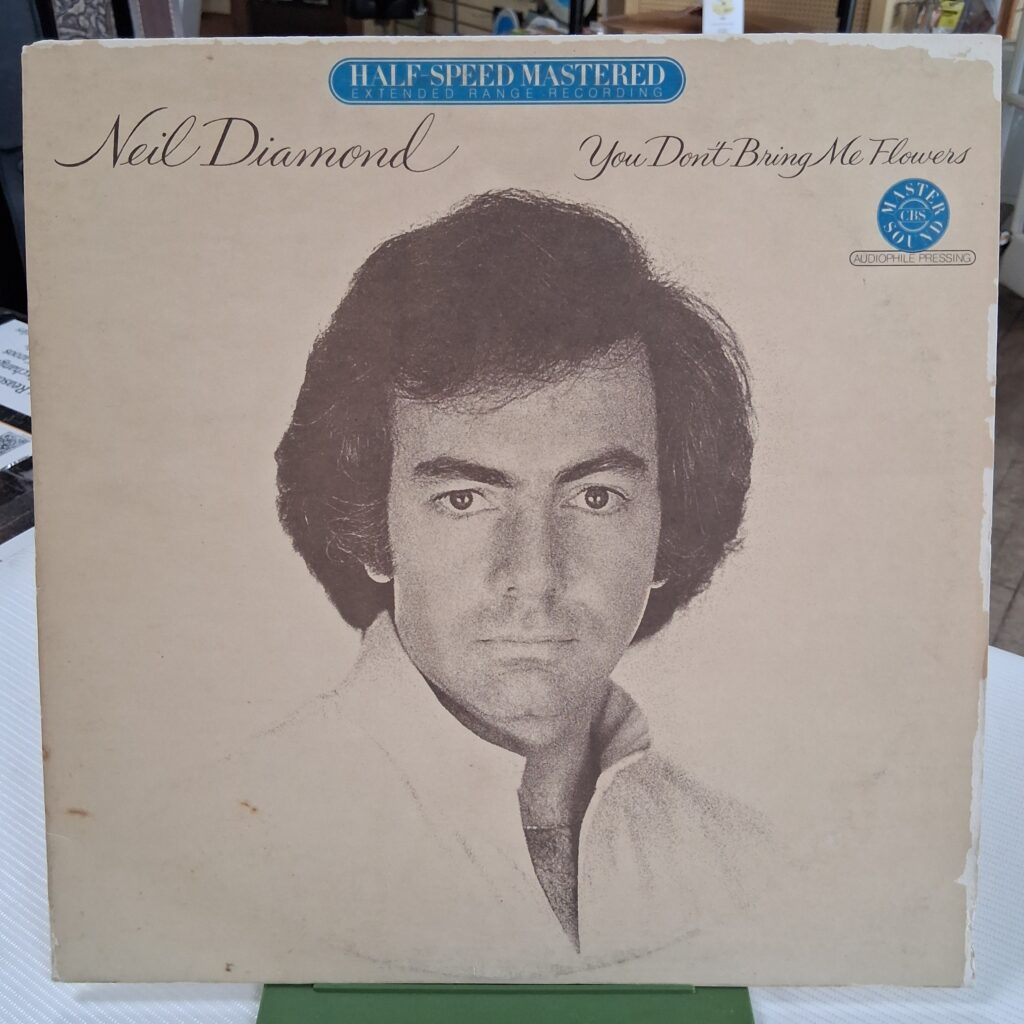 HALF-SPEED MASTERED
EXTENDED RANGE RECORDING
Neil Diamond
You Don't Bring Me Flowers
MASTER
CBS
SOUND
AUDIOPHILE PRESSING